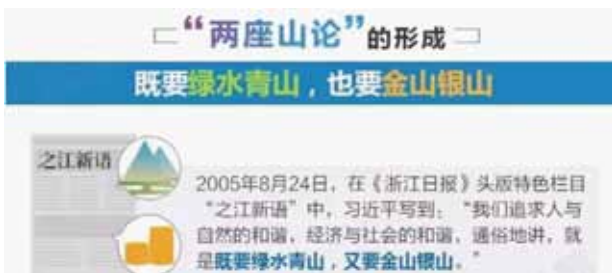 “两座山论”的形成
既要绿水青山，也要金山银山
之江新语
2005年8月24日，在《浙江日报》头版特色栏目
“之江新语”中，习近平写到：“我们追求人与
自然的和谐，经济与社会的和谐，通俗地讲，就
是既要绿水青山，又要金山银山。”